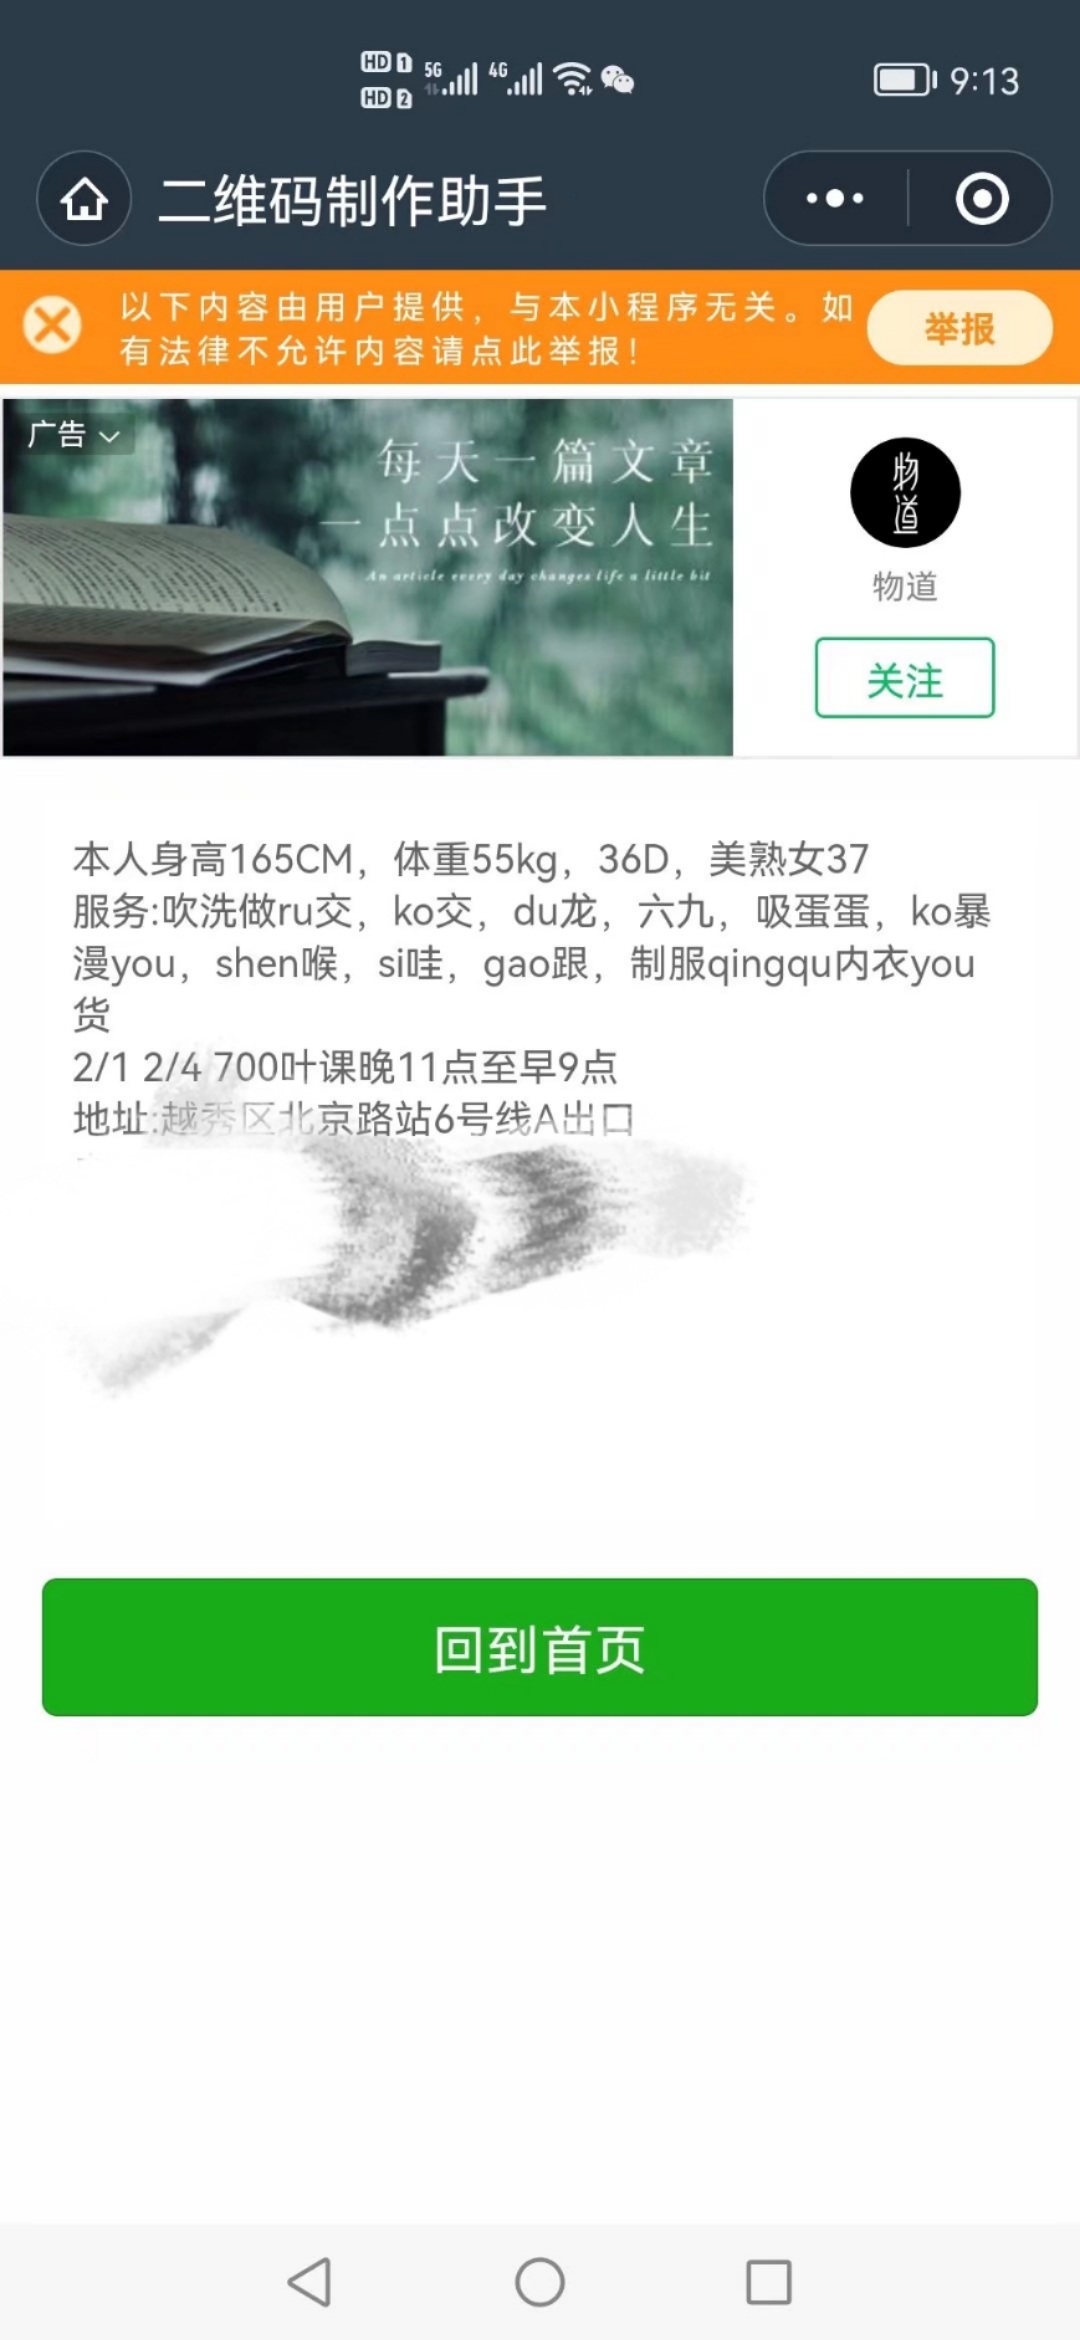 HD 1 5G 4G 9:13
HD 2
二维码制作助手
以下内容由用户提供，与本小程序无关。如
有法律不允许内容请点此举报！
举报
广告
每天一篇文章
一点点改变人生
An article every day changes life a little bit
物道
物道
关注
本人身高165CM，体重55kg，36D，美熟女37
服务:吹洗做ru交，ko交，du龙，六九，吸蛋蛋，ko暴
漫you，shen喉，si哇，gao跟，制服qingqu内衣you
货
2/1 2/4 700叶课晚11点至早9点
地址:越秀区北京路站6号线A出口
回到首页